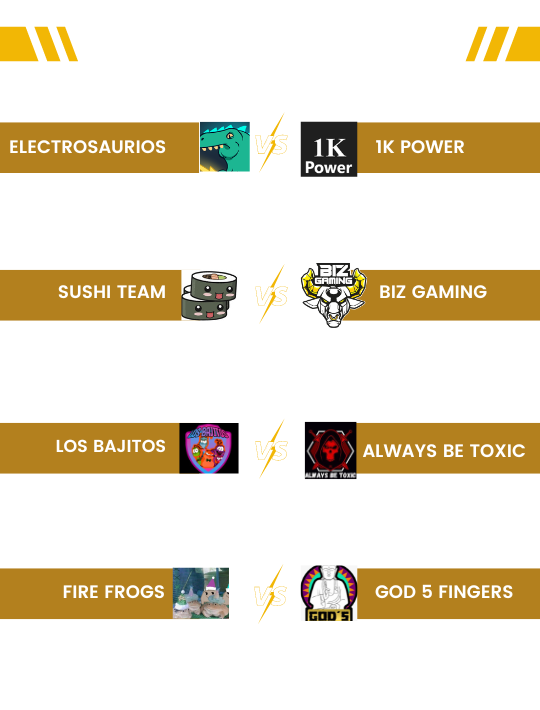 ELECTROSAURIOS
VS
1K
Power
1K POWER
SUSHI TEAM
VS
BIZ
GAMING
BIZ GAMING
LOS BAJITOS
VS
ALWAYS BE TOXIC
ALWAYS BE TOXIC
FIRE FROGS
VS
GOD'S
GOD 5 FINGERS